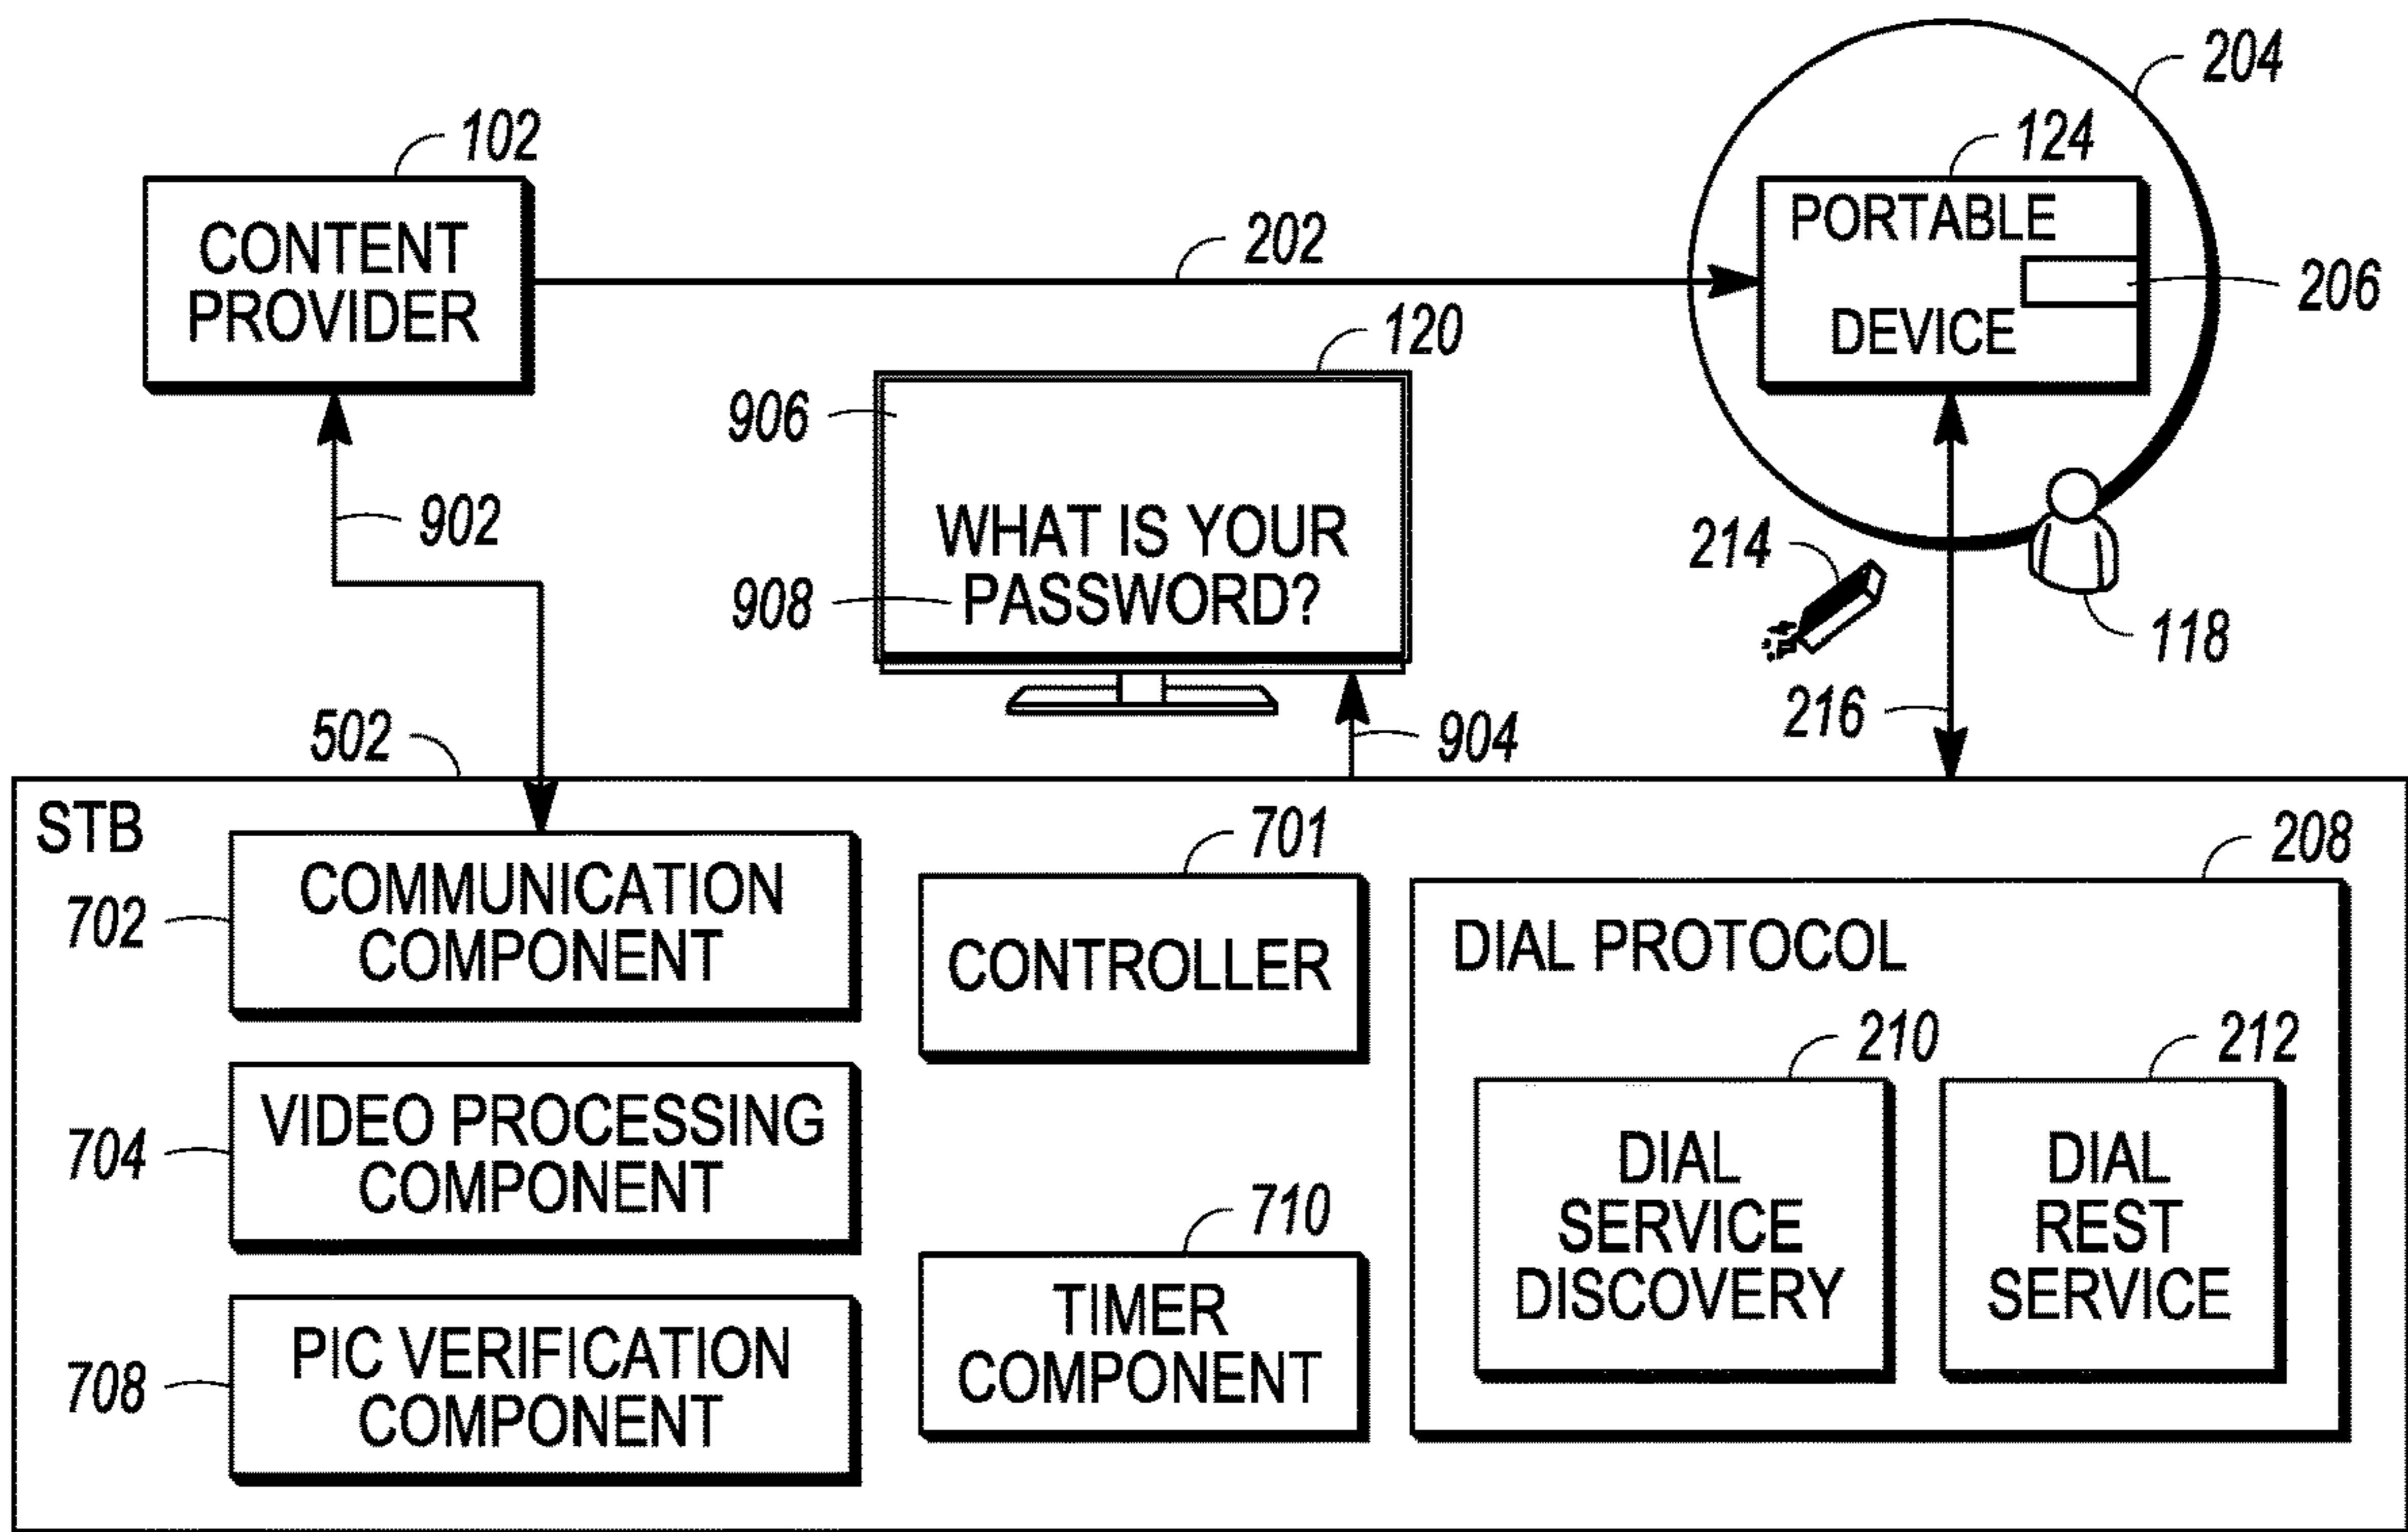 204
102
124
CONTENT
PROVIDER
202
PORTABLE
DEVICE
206
120
906
902
WHAT IS YOUR
PASSWORD?
908
214
118
216
502
904
STB
701
208
702
COMMUNICATION
COMPONENT
CONTROLLER
DIAL PROTOCOL
210
212
704
VIDEO PROCESSING
COMPONENT
DIAL
SERVICE
DISCOVERY
DIAL
REST
SERVICE
710
708
PIC VERIFICATION
COMPONENT
TIMER
COMPONENT